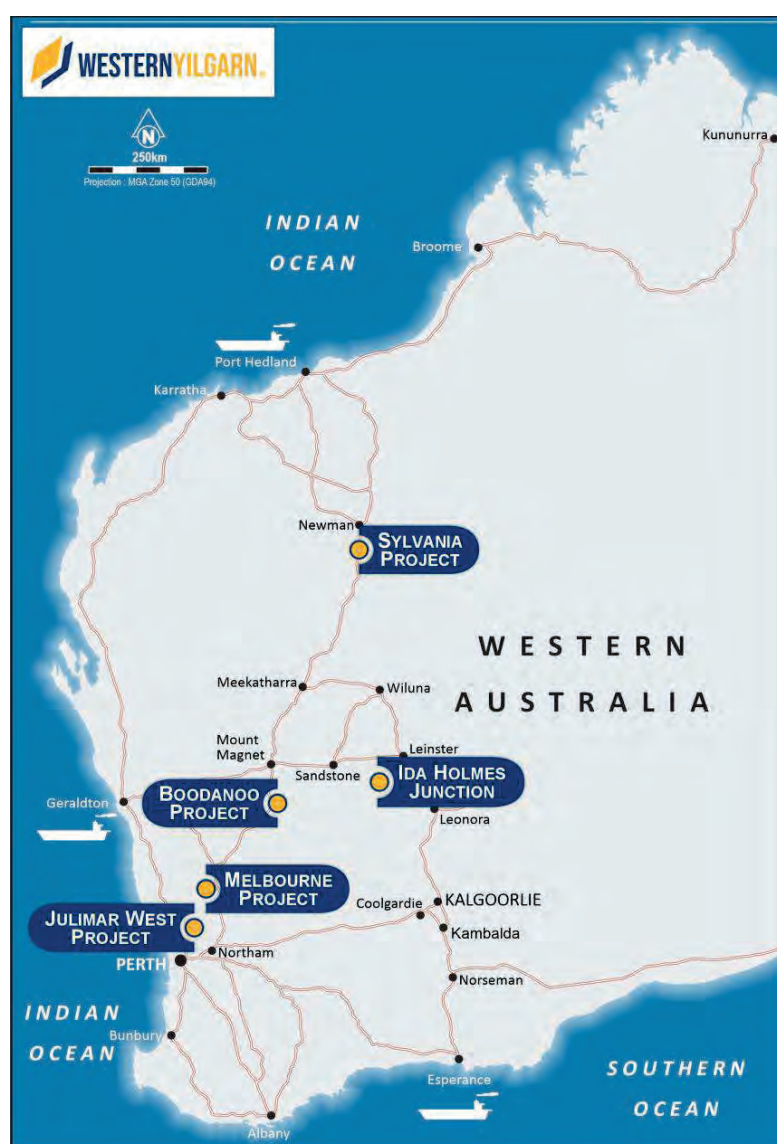 WESTERNYILGARN
N
250km
Projection : MGA Zone 50 (GDA94)
Kununurra
INDIAN
OCEAN
Broome
Port Hedland
Karratha
Newman
SYLVANIA
PROJECT
WESTERN
AUSTRALIA
Meekatharra
Wiluna
Mount
Magnet
Leinster
Sandstone
IDA HOLMES
JUNCTION
BOODANOO
PROJECT
Geraldton
Leonora
MELBOURNE
PROJECT
Coolgardie
KALGOORLIE
JULIMAR WEST
PROJECT
Kambalda
Northam
PERTH
Norseman
INDIAN
OCEAN
Bunbury
Esperance
SOUTHERN
OCEAN
Albany